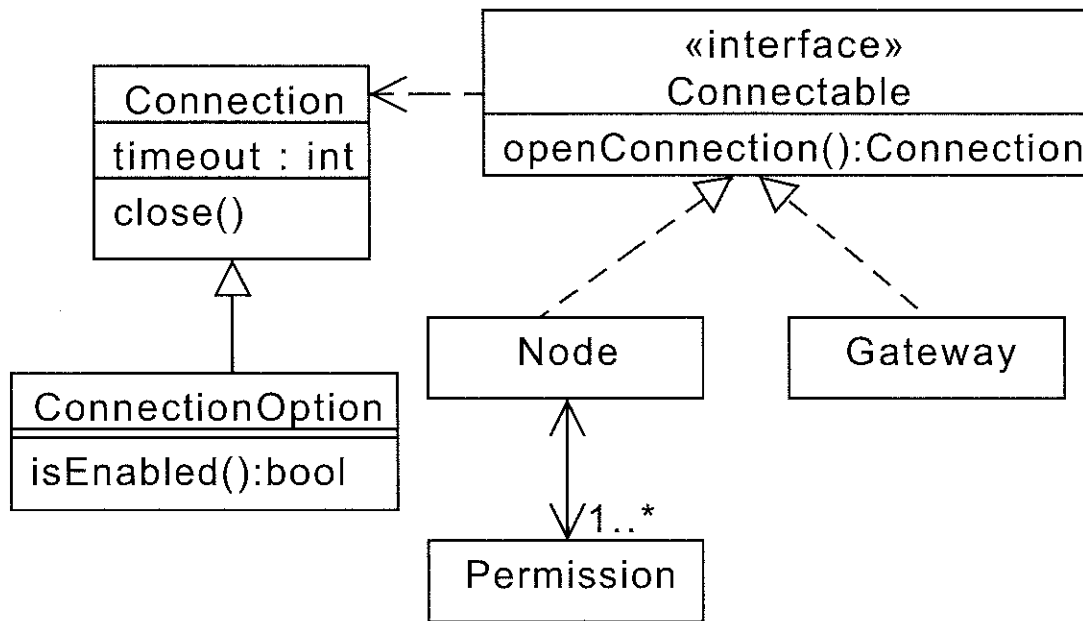 Connection
timeout : int
close()
«interface»
Connectable
openConnection():Connection
ConnectionOption
isEnabled():bool
Node
Gateway
1..*
Permission